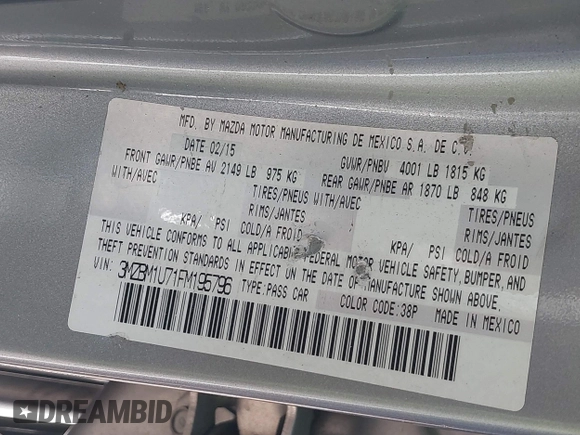 MFD. BY MAZDA MOTOR MANUFACTURING DE MEXICO S.A. DE C.V.
DATE 02/15 GVWR/PNBV 4001 LB 1815 KG
FRONT GAWR/PNBE AV 2149 LB 975 KG REAR GAWR/PNBE AR 1870 LB 848 KG
WITH/AVEC WITH/AVEC
TIRES/PNEUS TIRES/PNEUS
RIMS/JANTES RIMS/JANTES
KPA/ PSI COLD/A FROID KPA/ PSI COLD/A FROID
THIS VEHICLE CONFORMS TO ALL APPLICABLE FEDERAL MOTOR VEHICLE SAFETY, BUMPER, AND
THEFT PREVENTION STANDARDS IN EFFECT ON THE DATE OF MANUFACTURE SHOWN ABOVE.
VIN: 3MZBM1U71FM195796 TYPE:PASS CAR COLOR CODE:38P MADE IN MEXICO
DREAMBID